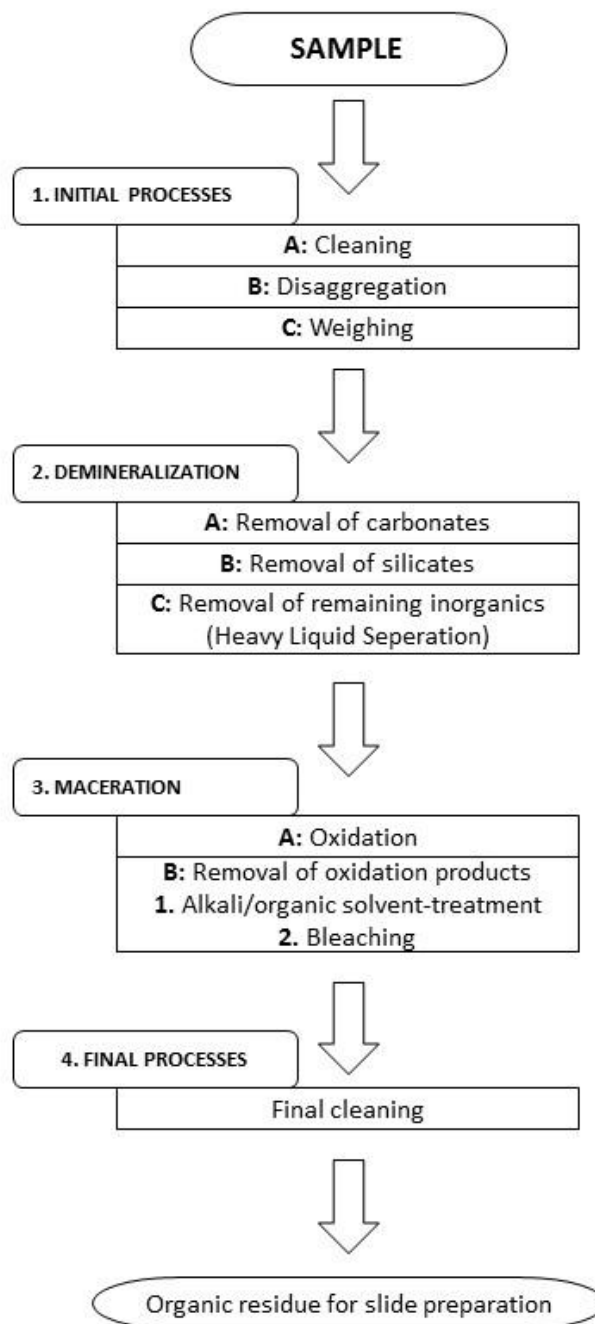 SAMPLE
1. INITIAL PROCESSES
A: Cleaning
B: Disaggregation
C: Weighing
2. DEMINERALIZATION
A: Removal of carbonates
B: Removal of silicates
C: Removal of remaining inorganics
(Heavy Liquid Seperation)
3. MACERATION
A: Oxidation
B: Removal of oxidation products
1. Alkali/organic solvent-treatment
2. Bleaching
4. FINAL PROCESSES
Final cleaning
Organic residue for slide preparation